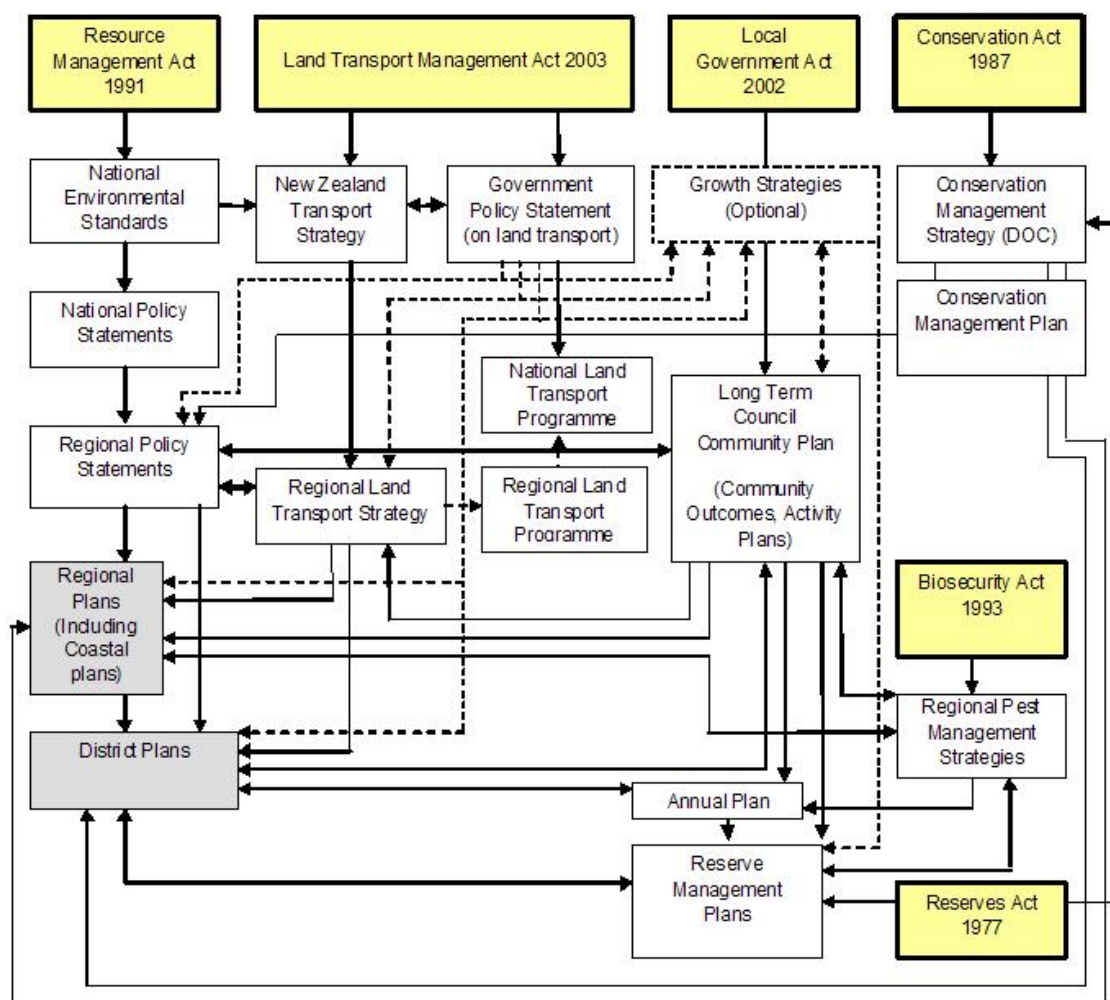 Resource
Management Act
1991
Land Transport Management Act 2003
Local
Government Act
2002
Conservation Act
1987
National
Environmental
Standards
New Zealand
Transport
Strategy
Government
Policy Statement
(on land transport)
Growth Strategies
(Optional)
Conservation
Management
Strategy (DOC)
National Policy
Statements
Conservation
Management Plan
National Land
Transport
Programme
Long Term
Council
Community Plan
(Community
Outcomes, Activity
Plans)
Regional Policy
Statements
Regional Land
Transport Strategy
Regional Land
Transport
Programme
Regional
Plans
(Including
Coastal
plans)
Biosecurity Act
1993
Regional Pest
Management
Strategies
District Plans
Annual Plan
Reserve
Management
Plans
Reserves Act
1977